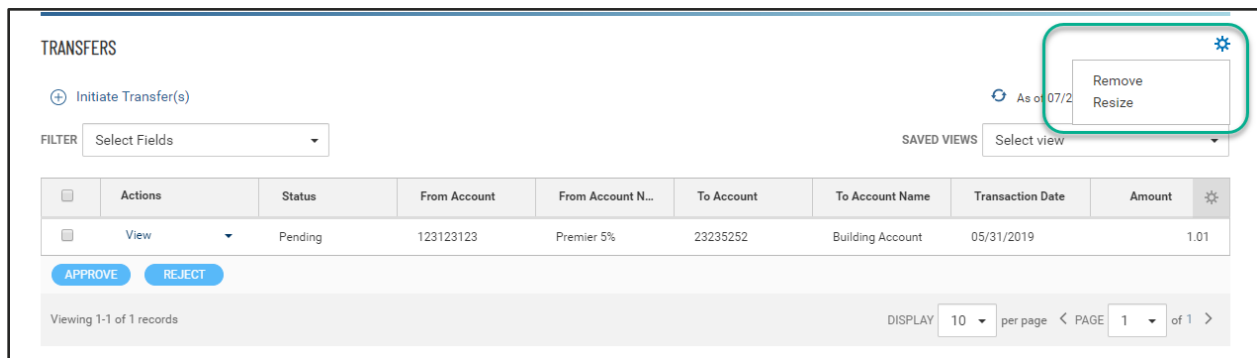 TRANSFERS
Remove
Resize
Initiate Transfer(s)
As of 07/2
FILTER Select Fields
SAVED VIEWS Select view
Actions Status From Account From Account N... To Account To Account Name Transaction Date Amount
View Pending 123123123 Premier 5% 23235252 Building Account 05/31/2019 1.01
APPROVE REJECT
Viewing 1-1 of 1 records
DISPLAY 10 per page < PAGE 1 of 1 >